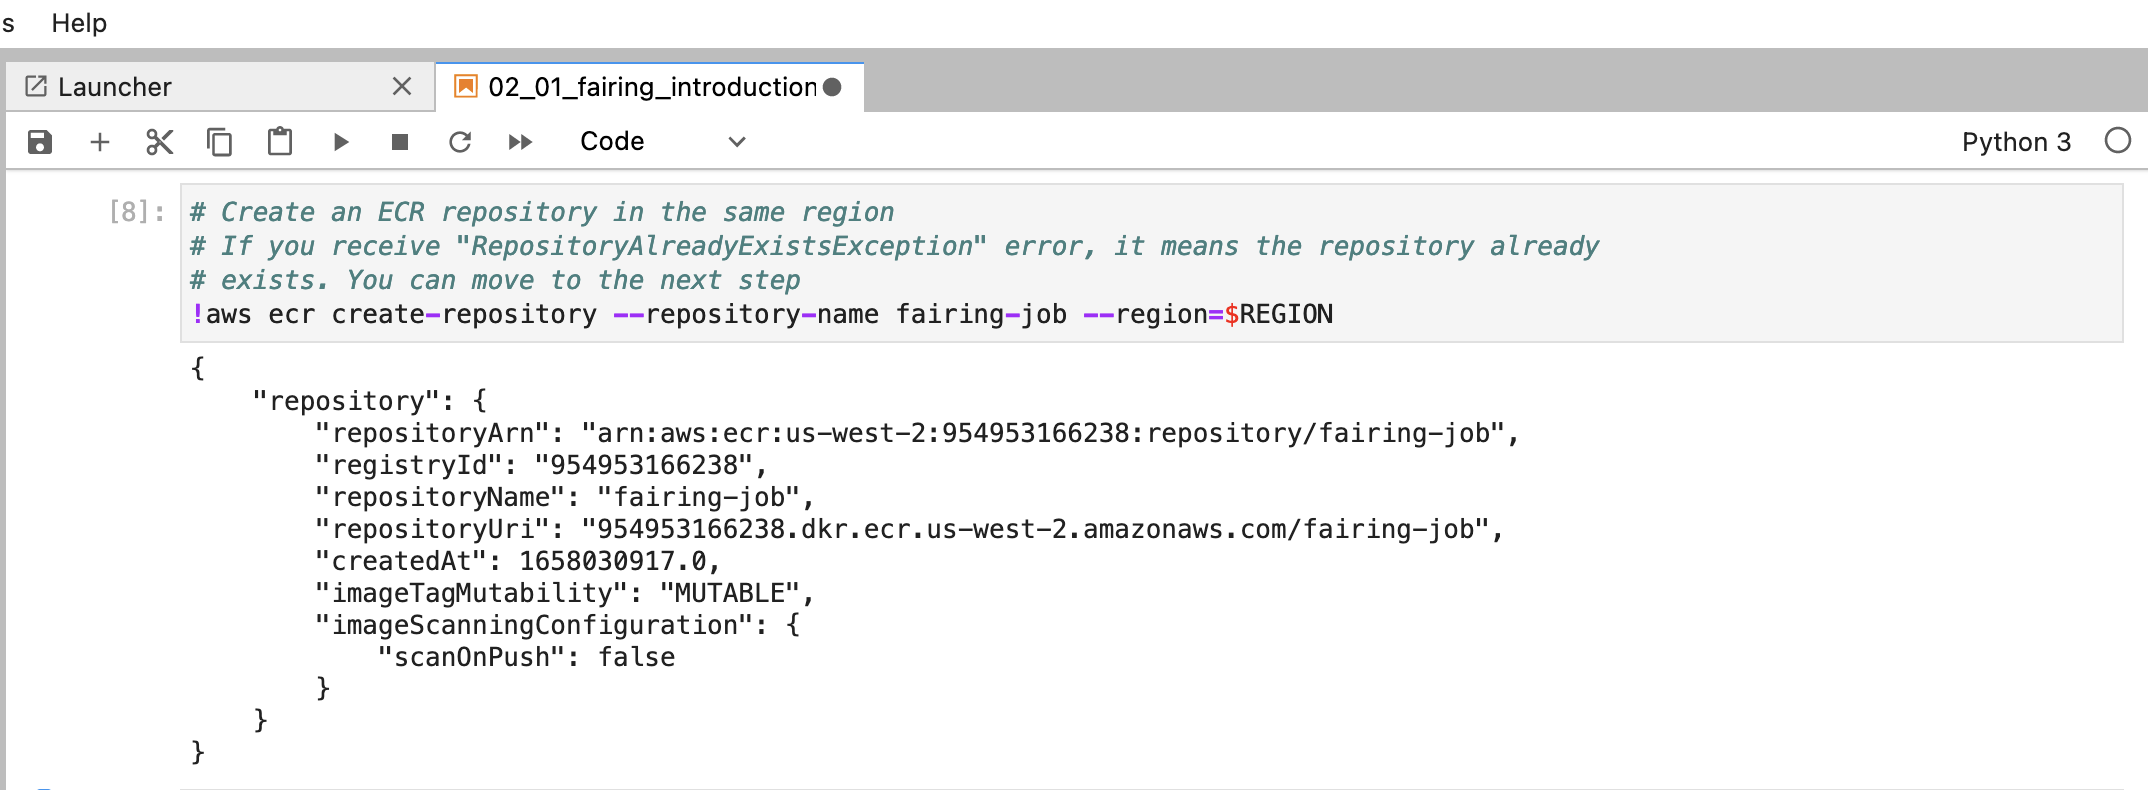 s Help
Launcher 02_01_fairing_introduction
Code Python 3
[8]: # Create an ECR repository in the same region
# If you receive "RepositoryAlreadyExistsException" error, it means the repository already
# exists. You can move to the next step
!aws ecr create-repository --repository-name fairing-job --region=$REGION
{
    "repository": {
        "repositoryArn": "arn:aws:ecr:us-west-2:954953166238:repository/fairing-job",
        "registryId": "954953166238",
        "repositoryName": "fairing-job",
        "repositoryUri": "954953166238.dkr.ecr.us-west-2.amazonaws.com/fairing-job",
        "createdAt": 1658030917.0,
        "imageTagMutability": "MUTABLE",
        "imageScanningConfiguration": {
            "scanOnPush": false
        }
    }
}